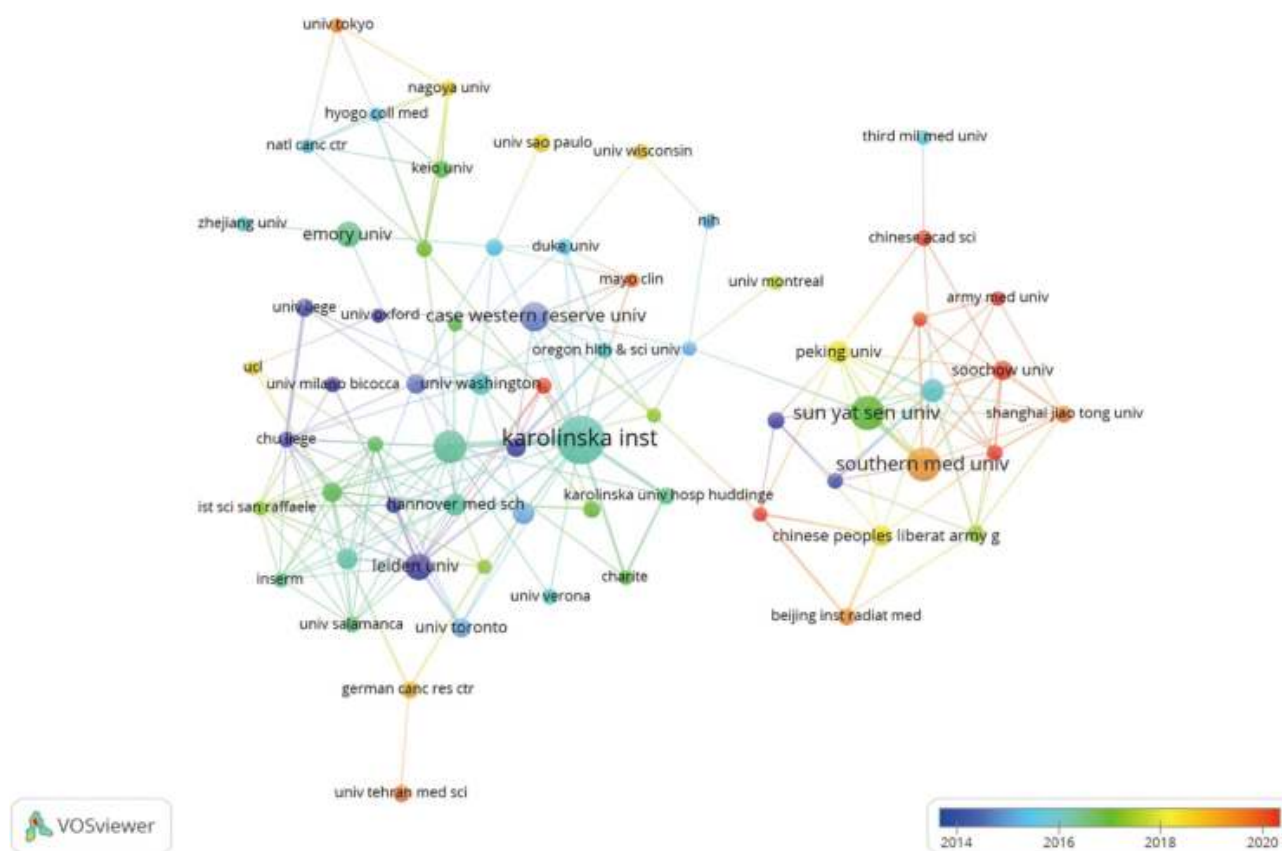 univ tokyo
nagoya univ
hyogo coll med
third mil med univ
natl canc ctr
univ sao paulo
univ wisconsin
keio univ
zhejiang univ
nih
emory univ
duke univ
chinese acad sci
mayo clin
univ montreal
army med univ
univ liege
univ oxford
case western reserve univ
oregon hlth & sci univ
peking univ
ucl
soochow univ
univ milano bicocca
univ washington
sun yat sen univ
shanghai jiao tong univ
chu liege
karolinska inst
southern med univ
karolinska univ hosp huddinge
ist sci san raffaele
hannover med sch
chinese peoples liberat army g
leiden univ
inserm
charite
univ verona
beijing inst radiat med
univ salamanca
univ toronto
german canc res ctr
univ tehran med sci
VOSviewer
2014 2016 2018 2020